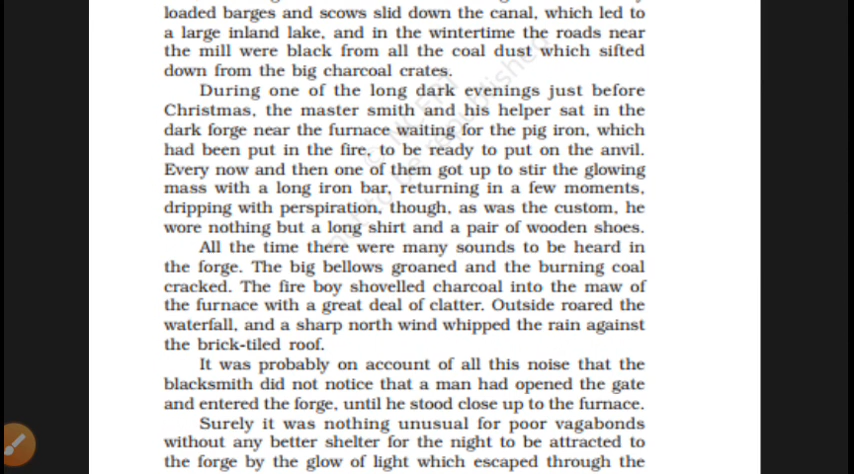 loaded barges and scows slid down the canal, which led to
a large inland lake, and in the wintertime the roads near
the mill were black from all the coal dust which sifted
down from the big charcoal crates.
During one of the long dark evenings just before
Christmas, the master smith and his helper sat in the
dark forge near the furnace waiting for the pig iron, which
had been put in the fire, to be ready to put on the anvil.
Every now and then one of them got up to stir the glowing
mass with a long iron bar, returning in a few moments,
dripping with perspiration, though, as was the custom, he
wore nothing but a long shirt and a pair of wooden shoes.
All the time there were many sounds to be heard in
the forge. The big bellows groaned and the burning coal
cracked. The fire boy shovelled charcoal into the maw of
the furnace with a great deal of clatter. Outside roared the
waterfall, and a sharp north wind whipped the rain against
the brick-tiled roof.
It was probably on account of all this noise that the
blacksmith did not notice that a man had opened the gate
and entered the forge, until he stood close up to the furnace.
Surely it was nothing unusual for poor vagabonds
without any better shelter for the night to be attracted to
the forge by the glow of light which escaped through the